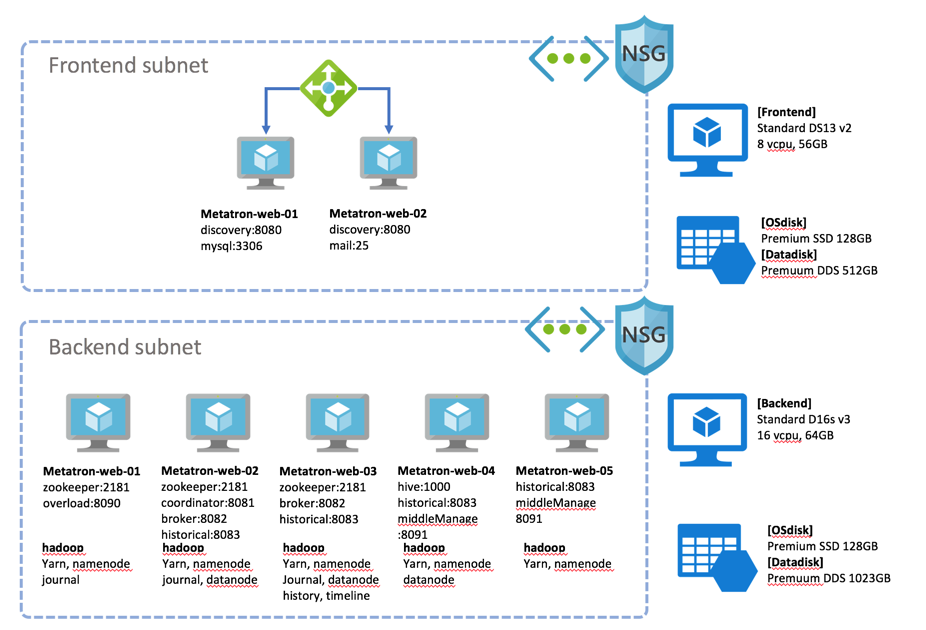 Frontend subnet
NSG
Metatron-web-01
discovery:8080
mysql:3306
Metatron-web-02
discovery:8080
mail:25
[Frontend]
Standard DS13 v2
8 vcpu, 56GB
[OSdisk]
Premium SSD 128GB
[Datadisk]
Premuum DDS 512GB
Backend subnet
NSG
Metatron-web-01
zookeeper:2181
overload:8090
hadoop
Yarn, namenode
journal
Metatron-web-02
zookeeper:2181
coordinator:8081
broker:8082
historical:8083
hadoop
Yarn, namenode
journal, datanode
Metatron-web-03
zookeeper:2181
broker:8082
historical:8083
hadoop
Yarn, namenode
Journal, datanode
history, timeline
Metatron-web-04
hive:1000
historical:8083
middleManage
:8091
hadoop
Yarn, namenode
datanode
Metatron-web-05
historical:8083
middleManage
8091
hadoop
Yarn, namenode
[Backend]
Standard D16s v3
16 vcpu, 64GB
[OSdisk]
Premium SSD 128GB
[Datadisk]
Premuum DDS 1023GB